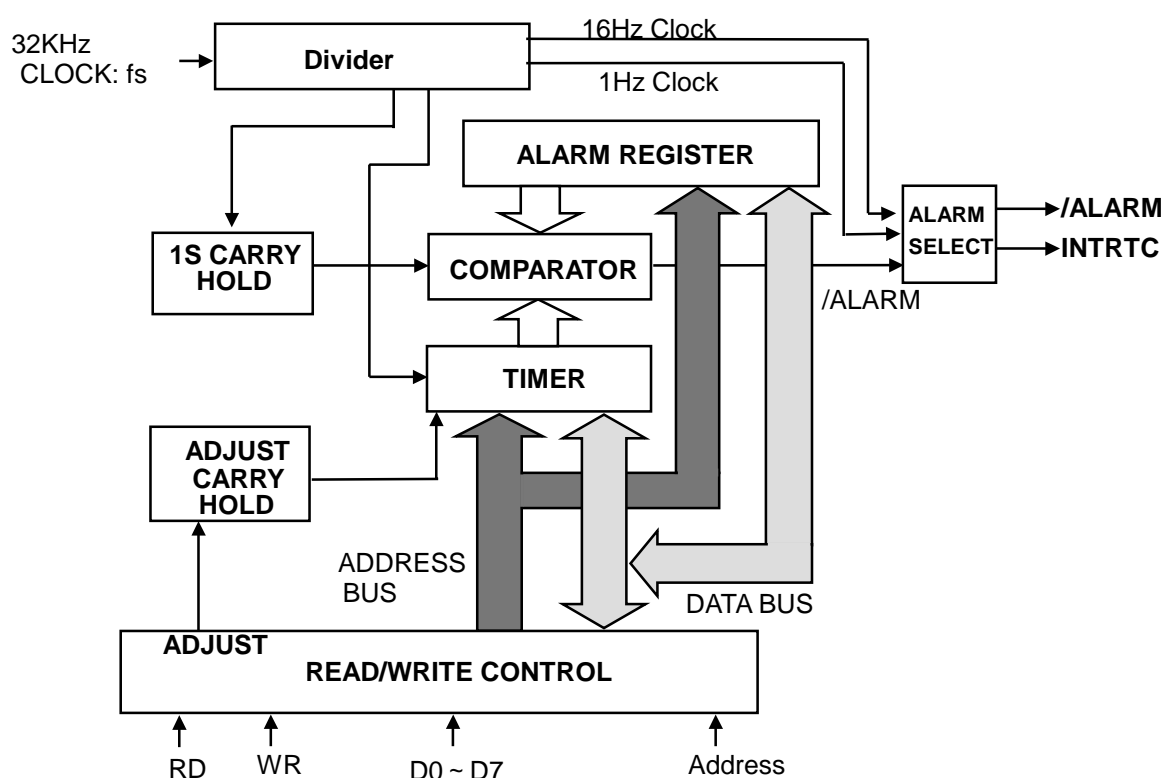 32KHz
CLOCK: fs
Divider
16Hz Clock
1Hz Clock
ALARM REGISTER
ALARM
SELECT
/ALARM
INTRTC
1S CARRY
HOLD
COMPARATOR
/ALARM
TIMER
ADJUST
CARRY
HOLD
ADDRESS
BUS
DATA BUS
ADJUST
READ/WRITE CONTROL
RD
WR
D0 ~ D7
Address